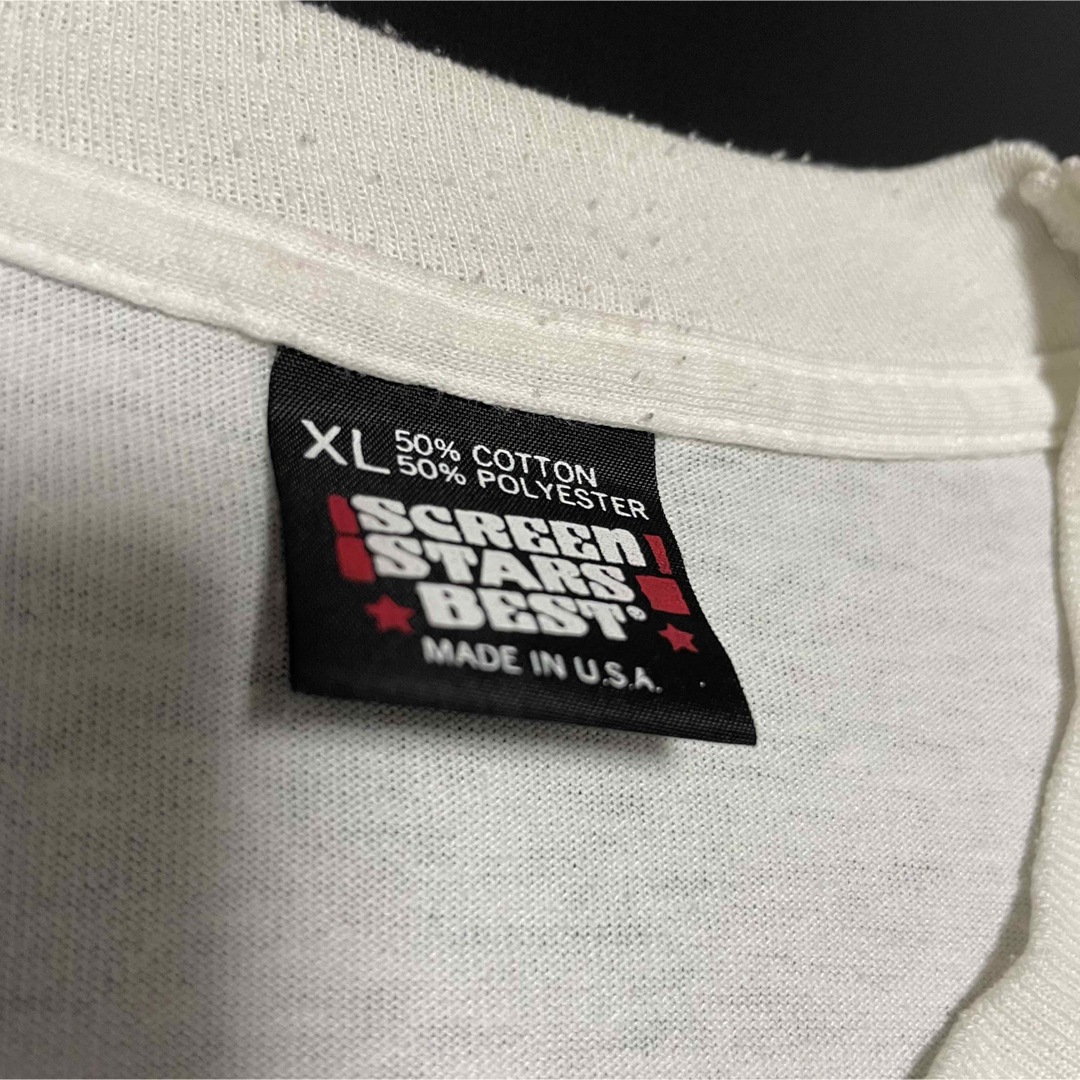 XL 50% COTTON
50% POLYESTER
SCREEN
STARS
BEST®
MADE IN U.S.A.